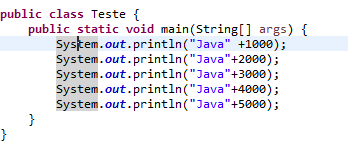 public class Teste {
    public static void main(String[] args) {
        System.out.println("Java" +1000);
        System.out.println("Java"+2000);
        System.out.println("Java"+3000);
        System.out.println("Java"+4000);
        System.out.println("Java"+5000);
    }
}